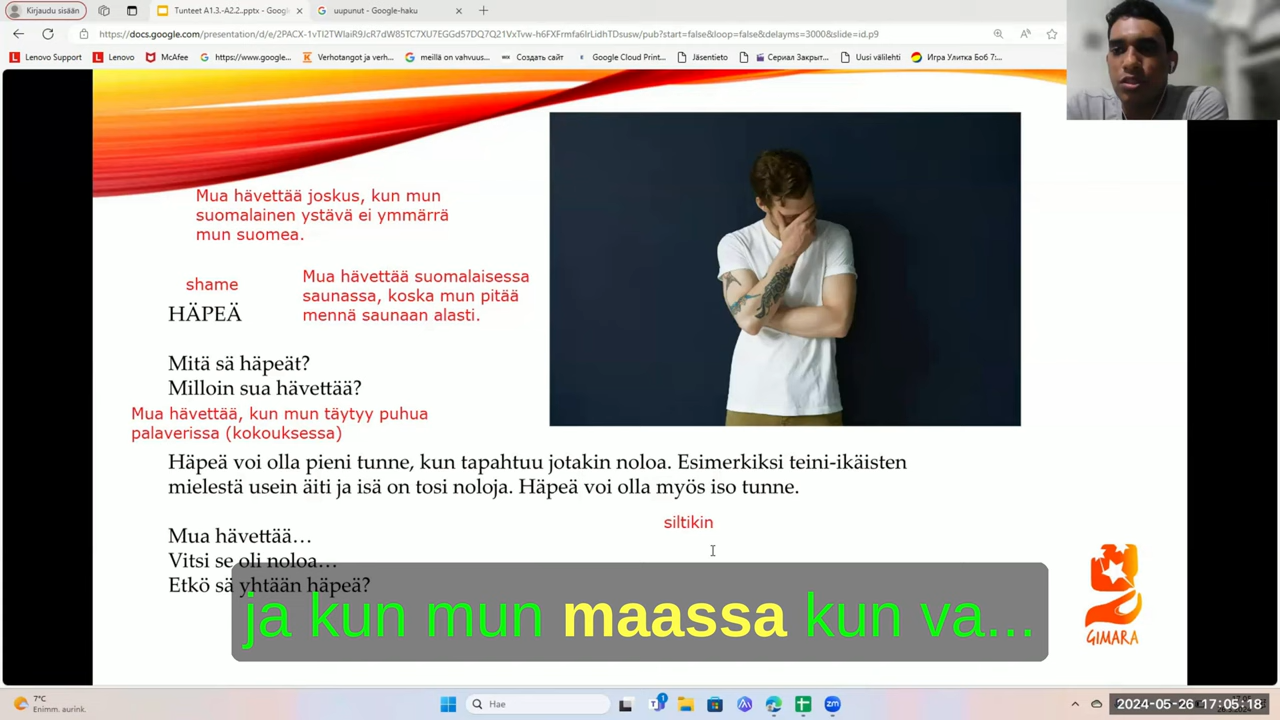 Kirjaudu sisään
Tunteet A1.3.-A2.2..pptx - Googl
uupunut - Google-haku
https://docs.google.com/presentation/d/e/2PACX-1vTI2TWlaiR9JcR7dW85TC7XU7EGGd57DQ7Q21VxTvw-h6FXFrmfa6lrLidhTDsusw/pub?start=false&loop=false&delayms=3000&slide=id.p9
Lenovo Support
Lenovo
McAfee
https://www.google...
Verhotangot ja verh...
meillä on vahvuus...
Создать сайт
Google Cloud Print...
Jäsentieto
Сериал Закрыт...
Uusi välilehti
Игра Улитка Боб 7:...
Mua hävettää joskus, kun mun
suomalainen ystävä ei ymmärrä
mun suomea.
shame
Mua hävettää suomalaisessa
saunassa, koska mun pitää
mennä saunaan alasti.
HÄPEÄ
Mitä sä häpeät?
Milloin sua hävettää?
Mua hävettää, kun mun täytyy puhua
palaverissa (kokouksessa)
Häpeä voi olla pieni tunne, kun tapahtuu jotakin noloa. Esimerkiksi teini-ikäisten
mielestä usein äiti ja isä on tosi noloja. Häpeä voi olla myös iso tunne.
siltikin
Mua hävettää…
Vitsi se oli noloa…
Etkö sä yhtään häpeä?
ja kun mun maassa kun va...
GIMARA
7°C
Enimm. aurink.
Hae
2024-05-26 17:05:18